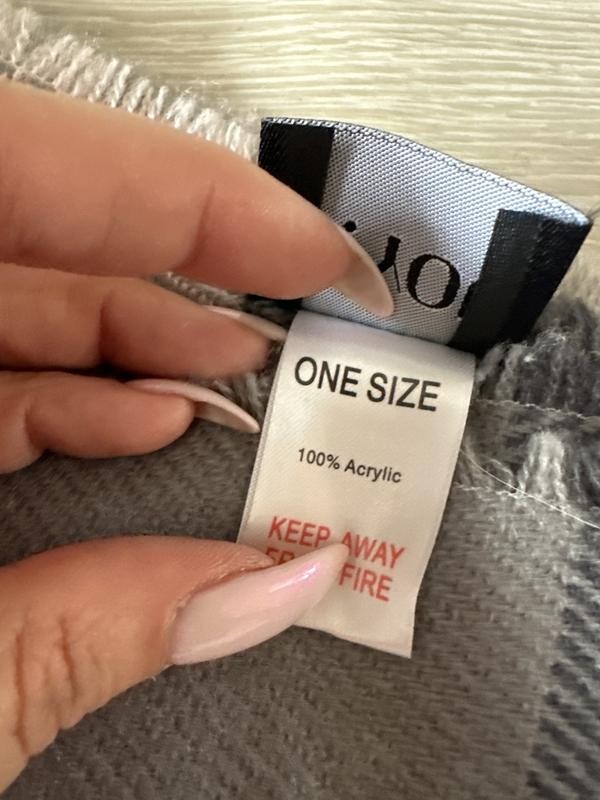 ONE SIZE
100% Acrylic
KEEP AWAY
FIRE